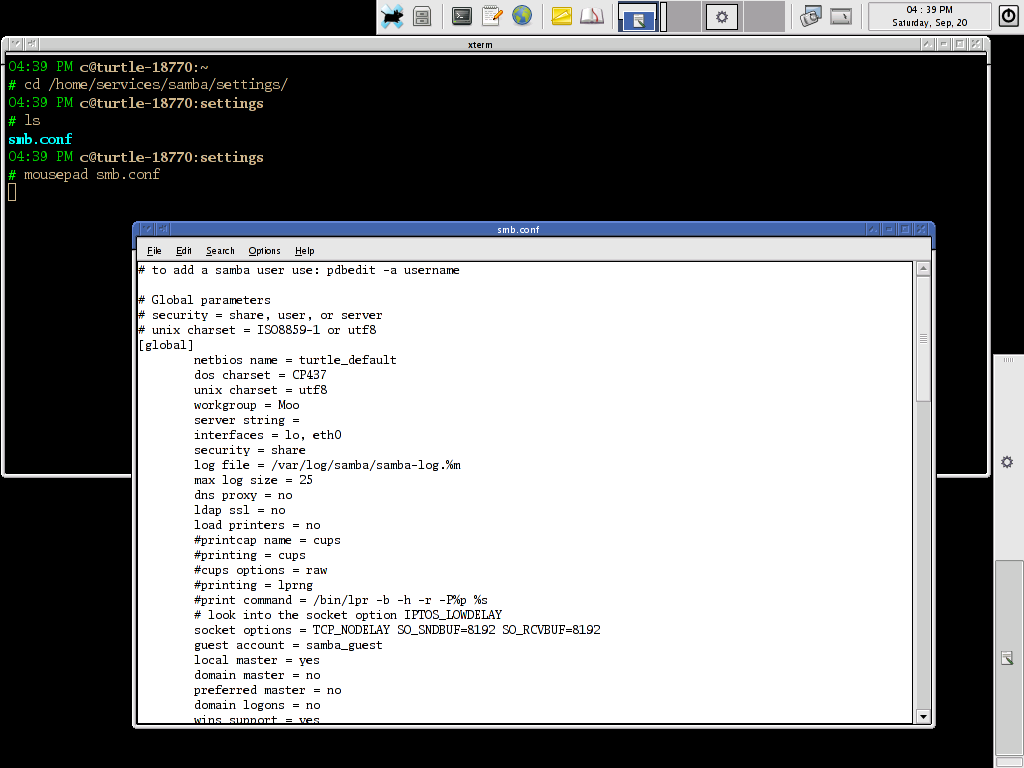 04 : 39 PM
Saturday, Sep, 20
xterm
04:39 PM c@turtle-18770:~
# cd /home/services/samba/settings/
04:39 PM c@turtle-18770:settings
# ls
smb.conf
04:39 PM c@turtle-18770:settings
# mousepad smb.conf
smb.conf
File Edit Search Options Help
# to add a samba user use: pdbedit -a username
# Global parameters
# security = share, user, or server
# unix charset = ISO8859-1 or utf8
[global]
netbios name = turtle_default
dos charset = CP437
unix charset = utf8
workgroup = Moo
server string =
interfaces = lo, eth0
security = share
log file = /var/log/samba/samba-log.%m
max log size = 25
dns proxy = no
ldap ssl = no
load printers = no
#printcap name = cups
#printing = cups
#cups options = raw
#printing = lprng
#print command = /bin/lpr -b -h -r -P%p %s
# look into the socket option IPTOS_LOWDELAY
socket options = TCP_NODELAY SO_SNDBUF=8192 SO_RCVBUF=8192
guest account = samba_guest
local master = yes
domain master = no
preferred master = no
domain logons = no
wins support = yes